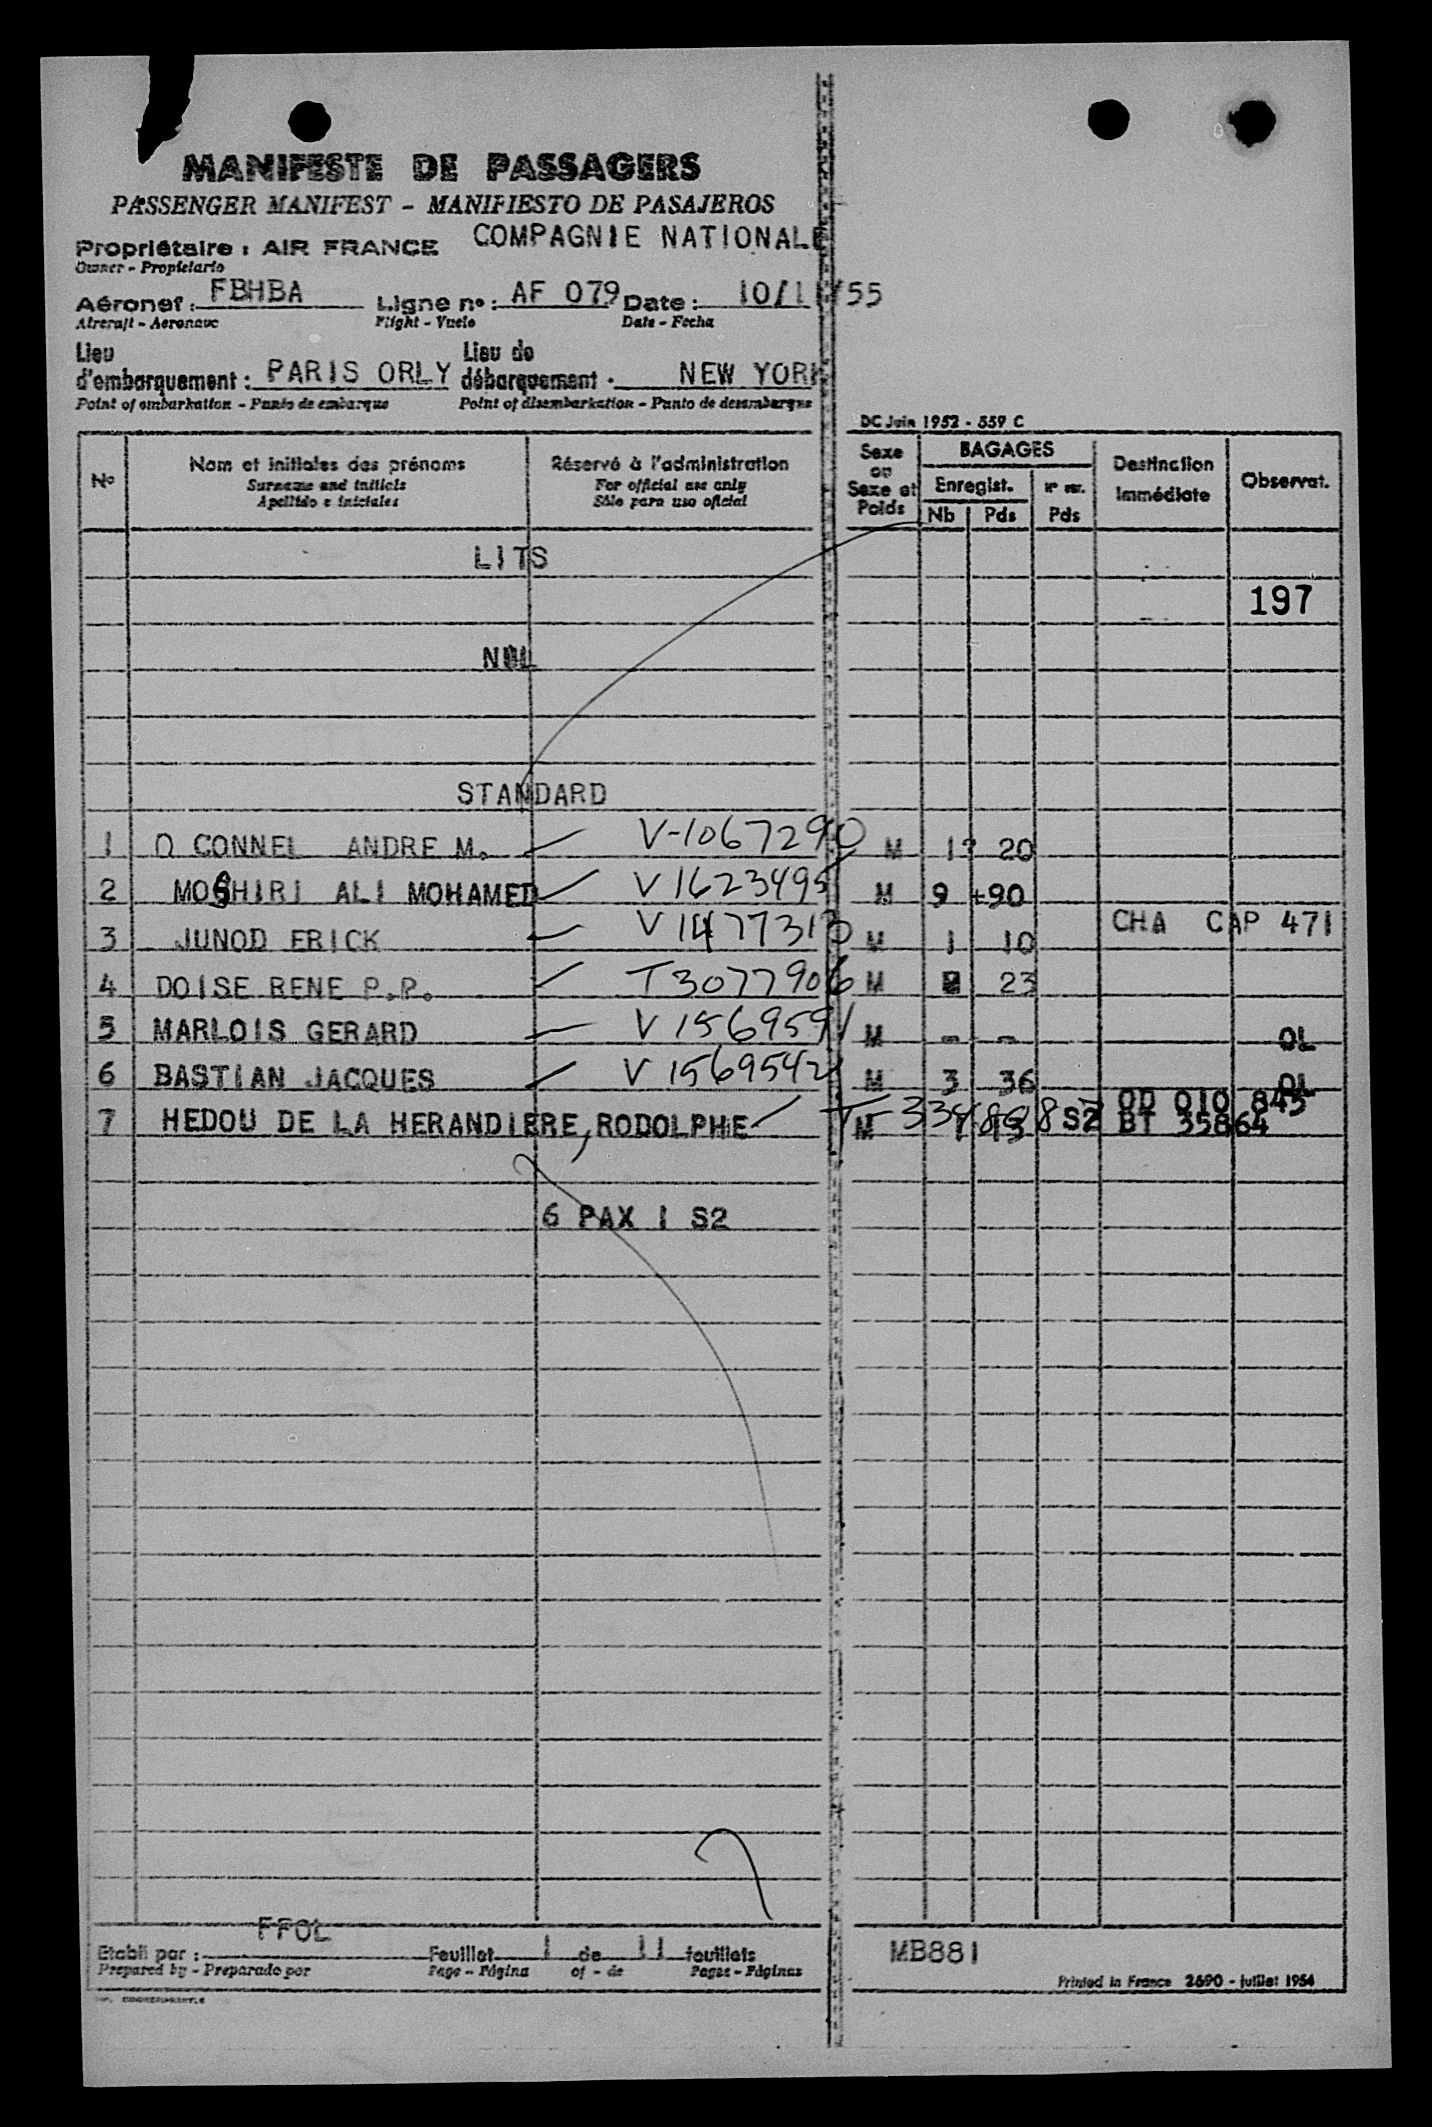 MANIFESTE DE PASSAGERS
PASSENGER MANIFEST - MANIFIESTO DE PASAJEROS
Propriétaire : AIR FRANCE COMPAGNIE NATIONALE
Owner - Propietario
Aéronef : FBHBA Ligne n° : AF 079 Date : 10/11/55
Aircraft - Aeronave Flight - Vuelo Date - Fecha
Lieu d'embarquement : PARIS ORLY Lieu de débarquement : NEW YORK
Point of embarkation - Punto de embarque Point of disembarkation - Punto de desembarque
DC Juin 1952 - 559 C
N° Nom et initiales des prénoms Réservé à l'administration Sexe ou Sexe et Poids BAGAGES Destination immédiate Observat.
Surname and initials For official use only Enregist.
Apellido e iniciales Sólo para uso oficial Nb Pds Pds
LITS
197
NIL
STANDARD
1 O CONNEL ANDRE M. V-1067290 M 1? 20
2 MOSHIRI ALI MOHAMED V1623495 M 9 +90
3 JUNOD ERICK V1477313 M 1 10 CHA CAP 471
4 DOISE RENE P.P. T3077906 M 23
5 MARLOIS GERARD V1569591 M - - OL
6 BASTIAN JACQUES V1569542 M 3 36 OL
OD 010 845
7 HEDOU DE LA HERANDIERE, RODOLPHE M S2 BT 35864
6 PAX 1 S2
FFOL
Etabli par : Feuillet 1 de 11 feuillets MB881
Prepared by - Preparado por Page - Página of - de Pages - Páginas
Printed in France 2690 - juillet 1954